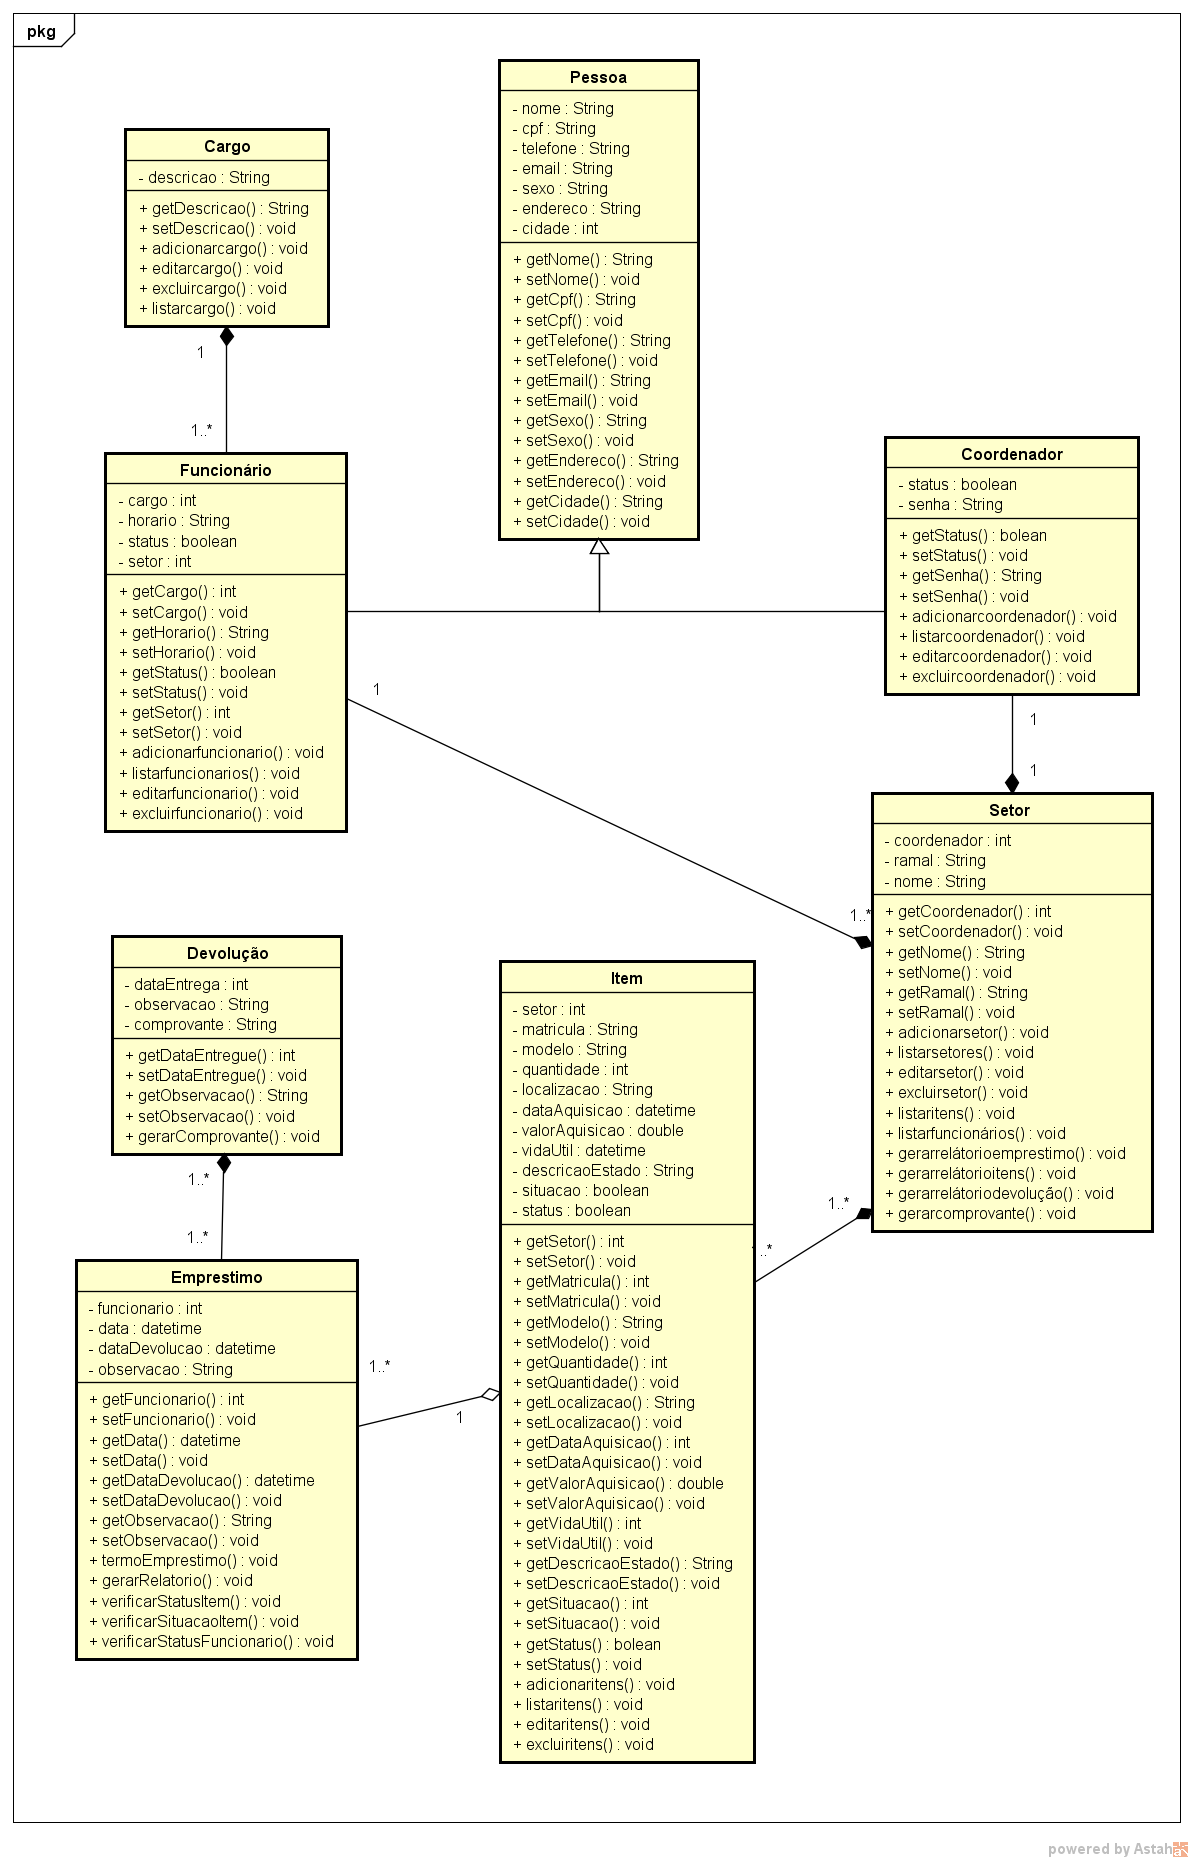 pkg
Pessoa
- nome : String
- cpf : String
- telefone : String
- email : String
- sexo : String
- endereco : String
- cidade : int
+ getNome() : String
+ setNome() : void
+ getCpf() : String
+ setCpf() : void
+ getTelefone() : String
+ setTelefone() : void
+ getEmail() : String
+ setEmail() : void
+ getSexo() : String
+ setSexo() : void
+ getEndereco() : String
+ setEndereco() : void
+ getCidade() : String
+ setCidade() : void
Cargo
- descricao : String
+ getDescricao() : String
+ setDescricao() : void
+ adicionarcargo() : void
+ editarcargo() : void
+ excluircargo() : void
+ listarcargo() : void
1
1..*
Funcionário
- cargo : int
- horario : String
- status : boolean
- setor : int
+ getCargo() : int
+ setCargo() : void
+ getHorario() : String
+ setHorario() : void
+ getStatus() : boolean
+ setStatus() : void
+ getSetor() : int
+ setSetor() : void
+ adicionarfuncionario() : void
+ listarfuncionarios() : void
+ editarfuncionario() : void
+ excluirfuncionario() : void
1
Coordenador
- status : boolean
- senha : String
+ getStatus() : bolean
+ setStatus() : void
+ getSenha() : String
+ setSenha() : void
+ adicionarcoordenador() : void
+ listarcoordenador() : void
+ editarcoordenador() : void
+ excluircoordenador() : void
1
1
1..*
Setor
- coordenador : int
- ramal : String
- nome : String
+ getCoordenador() : int
+ setCoordenador() : void
+ getNome() : String
+ setNome() : void
+ getRamal() : String
+ setRamal() : void
+ adicionarsetor() : void
+ listarsetores() : void
+ editarsetor() : void
+ excluirsetor() : void
+ listaritens() : void
+ listarfuncionários() : void
+ gerarrelátorioemprestimo() : void
+ gerarrelátorioitens() : void
+ gerarrelátoriodevolução() : void
+ gerarcomprovante() : void
1..*
1..*
Devolução
- dataEntrega : int
- observacao : String
- comprovante : String
+ getDataEntregue() : int
+ setDataEntregue() : void
+ getObservacao() : String
+ setObservacao() : void
+ gerarComprovante() : void
1..*
1..*
Emprestimo
- funcionario : int
- data : datetime
- dataDevolucao : datetime
- observacao : String
+ getFuncionario() : int
+ setFuncionario() : void
+ getData() : datetime
+ setData() : void
+ getDataDevolucao() : datetime
+ setDataDevolucao() : void
+ getObservacao() : String
+ setObservacao() : void
+ termoEmprestimo() : void
+ gerarRelatorio() : void
+ verificarStatusItem() : void
+ verificarSituacaoItem() : void
+ verificarStatusFuncionario() : void
1..*
1
Item
- setor : int
- matricula : String
- modelo : String
- quantidade : int
- localizacao : String
- dataAquisicao : datetime
- valorAquisicao : double
- vidaUtil : datetime
- descricaoEstado : String
- situacao : boolean
- status : boolean
+ getSetor() : int
+ setSetor() : void
+ getMatricula() : int
+ setMatricula() : void
+ getModelo() : String
+ setModelo() : void
+ getQuantidade() : int
+ setQuantidade() : void
+ getLocalizacao() : String
+ setLocalizacao() : void
+ getDataAquisicao() : int
+ setDataAquisicao() : void
+ getValorAquisicao() : double
+ setValorAquisicao() : void
+ getVidaUtil() : int
+ setVidaUtil() : void
+ getDescricaoEstado() : String
+ setDescricaoEstado() : void
+ getSituacao() : int
+ setSituacao() : void
+ getStatus() : bolean
+ setStatus() : void
+ adicionaritens() : void
+ listaritens() : void
+ editaritens() : void
+ excluiritens() : void
powered by Astah